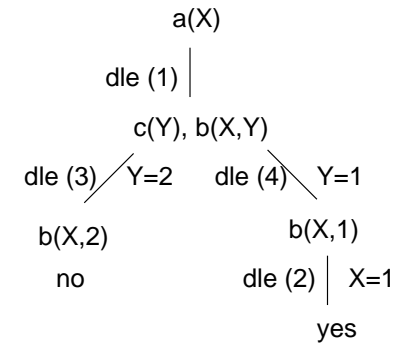 a(X)
dle (1)
c(Y), b(X,Y)
dle (3) Y=2 dle (4) Y=1
b(X,2) b(X,1)
no dle (2) X=1
yes